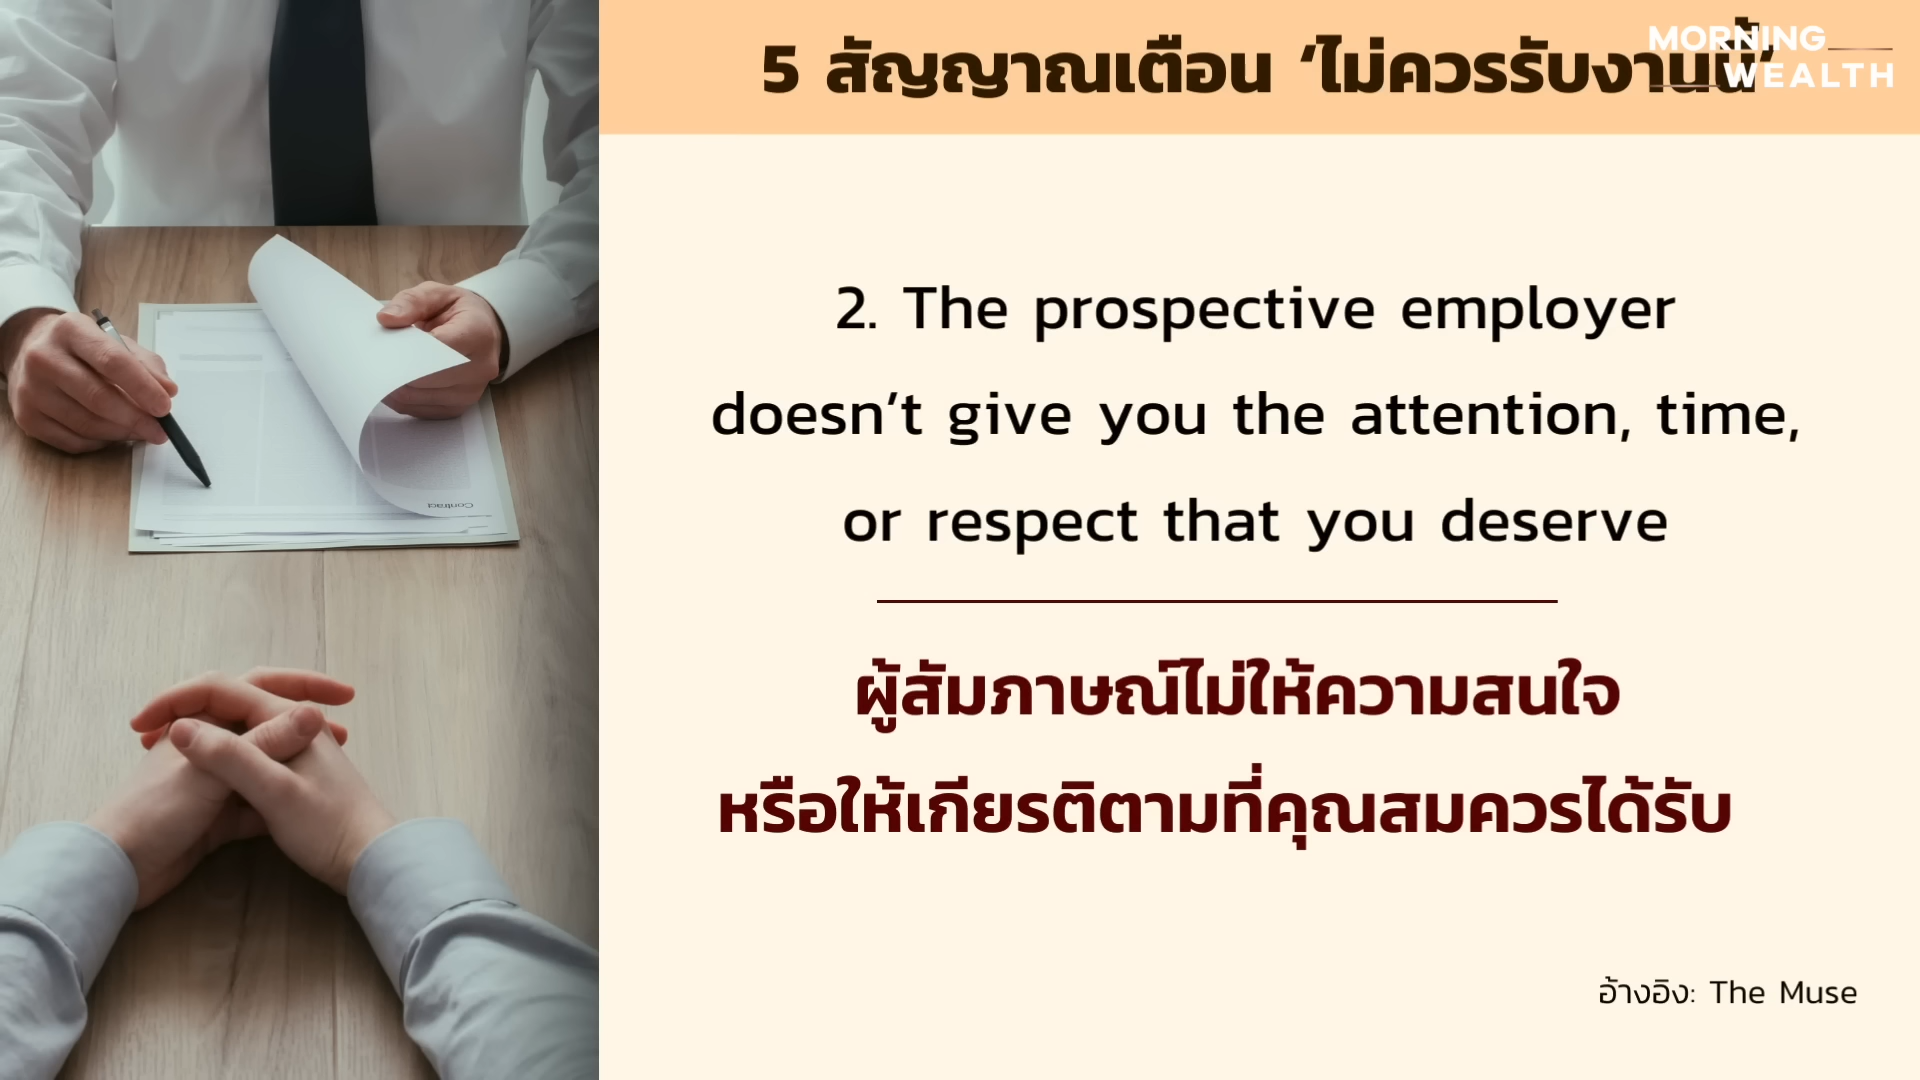 5 สัญญาณเตือน ‘ไม่ควรรับงานนี้’
MORNING
WEALTH
2. The prospective employer
doesn’t give you the attention, time,
or respect that you deserve
ผู้สัมภาษณ์ไม่ให้ความสนใจ
หรือให้เกียรติตามที่คุณสมควรได้รับ
Contract
อ้างอิง: The Muse